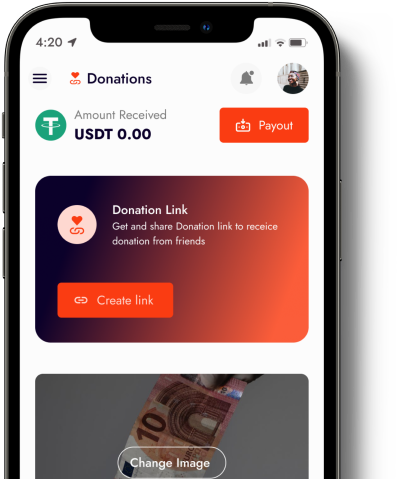 4:20
Donations
Amount Received
USDT 0.00
Payout
Donation Link
Get and share Donation link to receice
donation from friends
Create link
10
Change Image